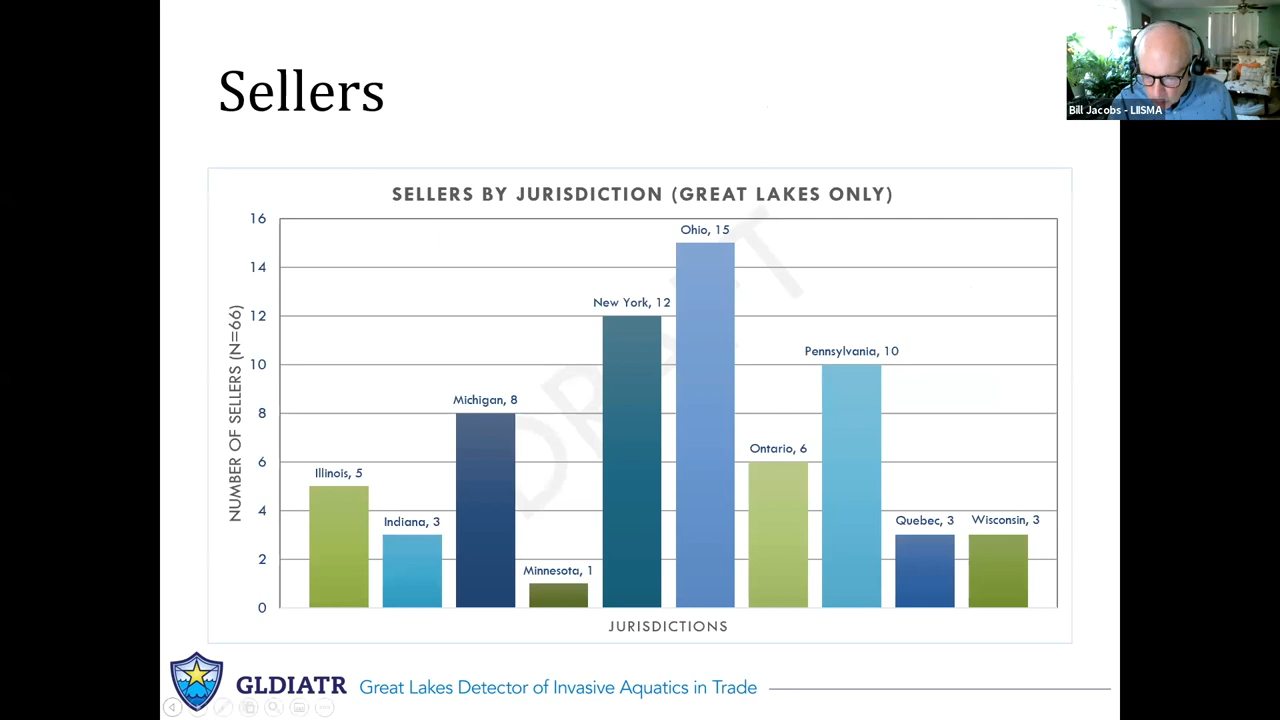 Sellers
Bill Jacobs - LIISMA
SELLERS BY JURISDICTION (GREAT LAKES ONLY)
NUMBER OF SELLERS (N=66)
16
14
12
10
8
6
4
2
0
Illinois, 5
Indiana, 3
Michigan, 8
Minnesota, 1
New York, 12
Ohio, 15
Ontario, 6
Pennsylvania, 10
Quebec, 3
Wisconsin, 3
DRAFT
JURISDICTIONS
GLDIATR Great Lakes Detector of Invasive Aquatics in Trade